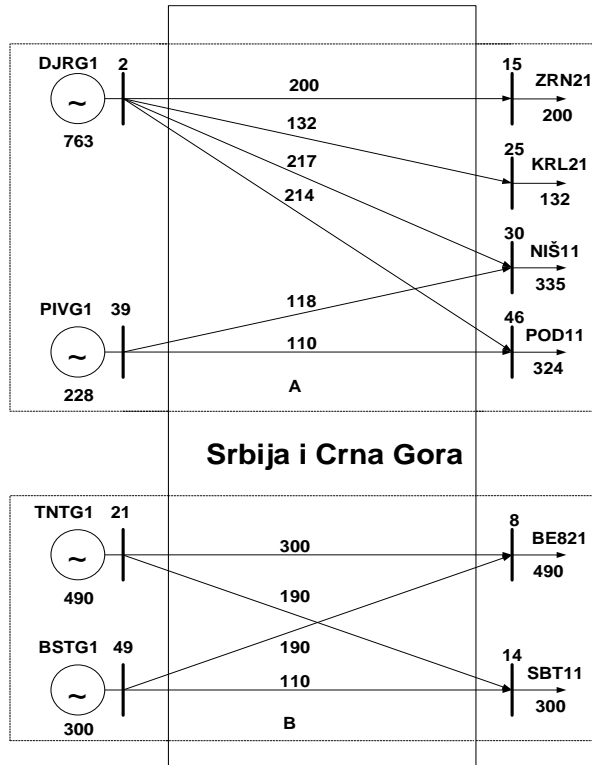 DJRG1 2 15 ZRN21
~ 200
763 200
132 25 KRL21
217 132
214
30 NIŠ11
335
PIVG1 39 118 46 POD11
~ 110
228 324
A
Srbija i Crna Gora
TNTG1 21 8 BE821
~ 300
490 490
190
BSTG1 49 190 14 SBT11
~ 110
300 300
B